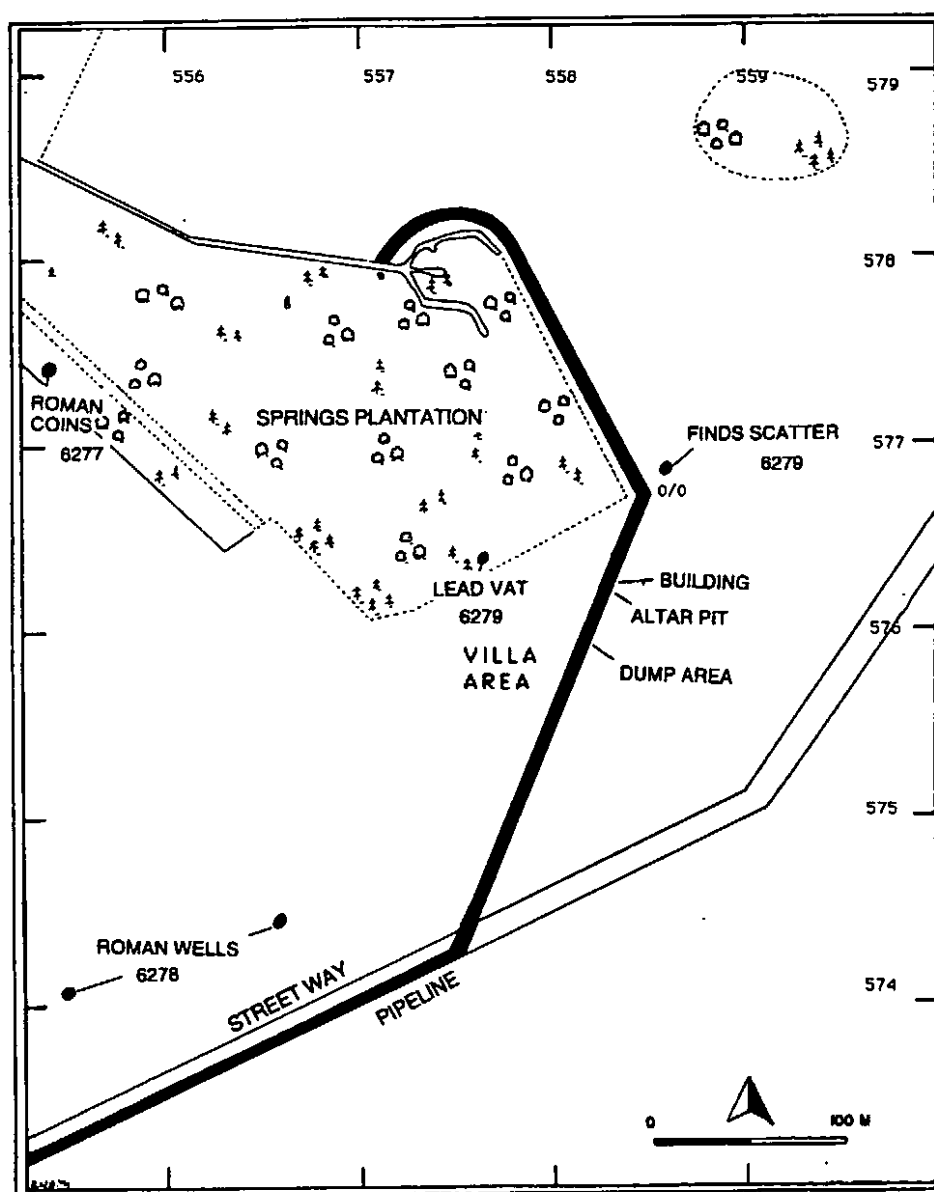 556
557
558
559
579
578
ROMAN
COINS
6277
SPRINGS PLANTATION
577
FINDS SCATTER
6279
0/0
LEAD VAT
6279
BUILDING
ALTAR PIT
576
VILLA
AREA
DUMP AREA
575
ROMAN WELLS
6278
STREET WAY
PIPELINE
574
0
100 M